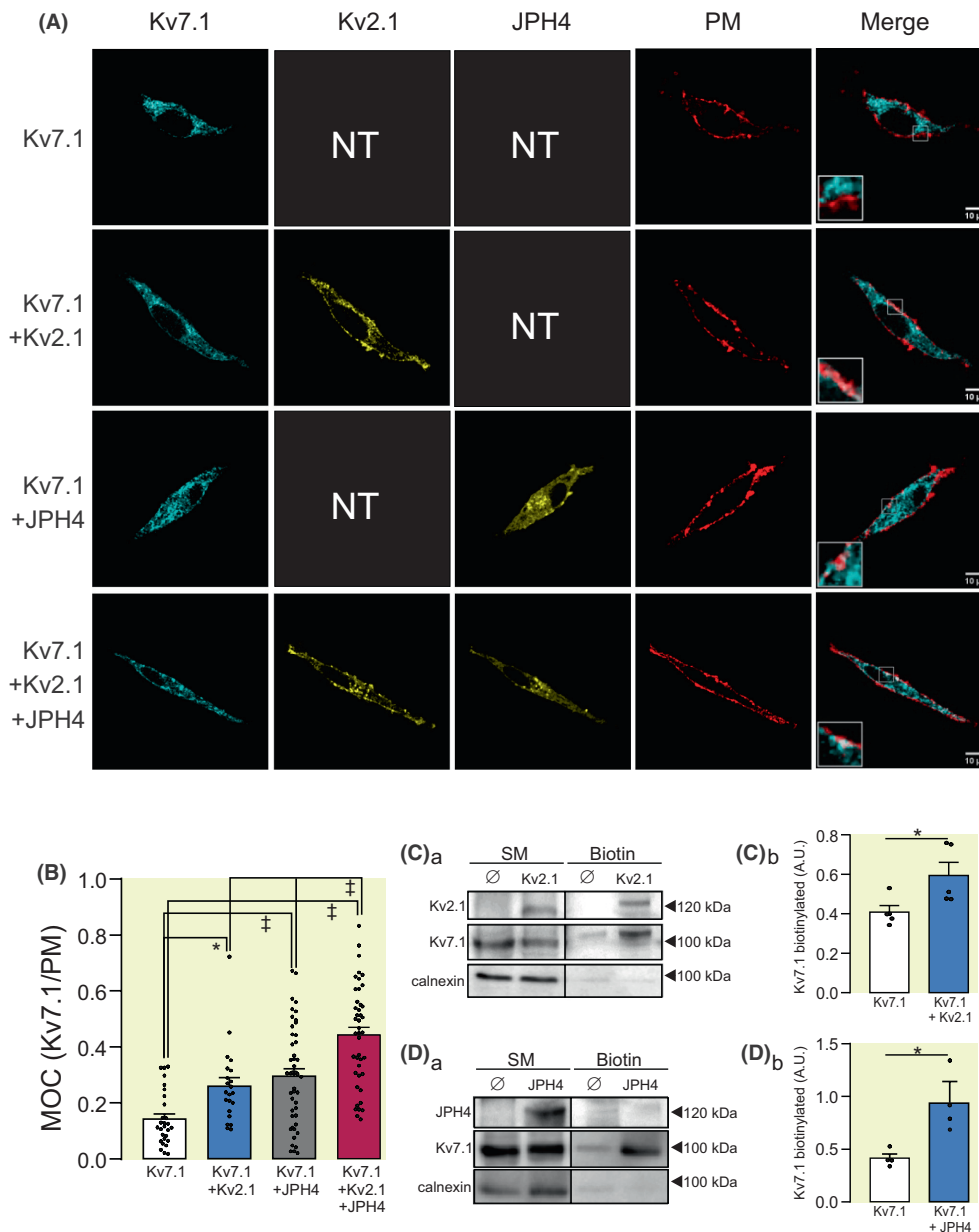 (A)
Kv7.1 Kv2.1 JPH4 PM Merge
Kv7.1
NT NT
10 µ
Kv7.1
+Kv2.1
NT
10 µ
Kv7.1
+JPH4
NT
10 µ
Kv7.1
+Kv2.1
+JPH4
10 µ
(B)
MOC (Kv7.1/PM)
1.0
0.8
0.6
0.4
0.2
0.0
* ‡ ‡ ‡
Kv7.1 Kv7.1 Kv7.1 Kv7.1
+Kv2.1 +JPH4 +Kv2.1
+JPH4
(C)a
SM Biotin
∅ Kv2.1 ∅ Kv2.1
Kv2.1 ◀120 kDa
Kv7.1 ◀100 kDa
calnexin ◀100 kDa
(C)b
Kv7.1 biotinylated (A.U.)
0.8
0.6
0.4
0.2
0.0
*
Kv7.1 Kv7.1
+ Kv2.1
(D)a
SM Biotin
∅ JPH4 ∅ JPH4
JPH4 ◀120 kDa
Kv7.1 ◀100 kDa
calnexin ◀100 kDa
(D)b
Kv7.1 biotinylated (A.U.)
1.5
1.0
0.5
0.0
*
Kv7.1 Kv7.1
+ JPH4